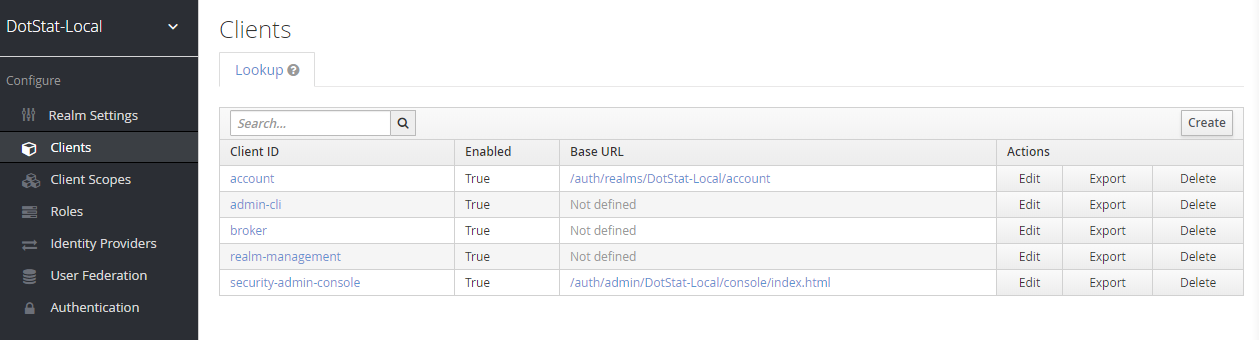 DotStat-Local
Configure
Realm Settings
Clients
Client Scopes
Roles
Identity Providers
User Federation
Authentication
Clients
Lookup
Search...
Create
Client ID Enabled Base URL Actions
account True /auth/realms/DotStat-Local/account Edit Export Delete
admin-cli True Not defined Edit Export Delete
broker True Not defined Edit Export Delete
realm-management True Not defined Edit Export Delete
security-admin-console True /auth/admin/DotStat-Local/console/index.html Edit Export Delete